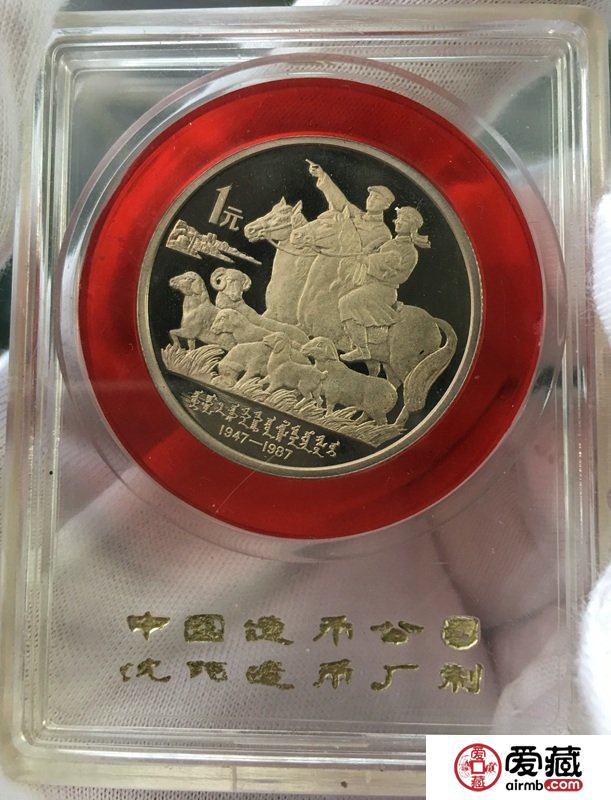 1元
1947—1987
中国造币公司
沈阳造币厂制
爱藏
airmb.com